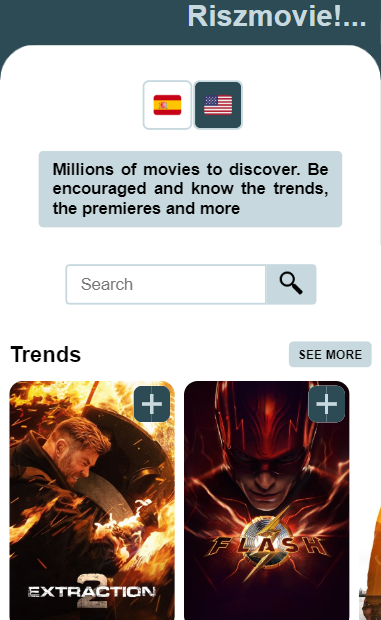 Riszmovie!...
Millions of movies to discover. Be
encouraged and know the trends,
the premieres and more
Search
Trends
SEE MORE
EXTRACTION
2
FLASH